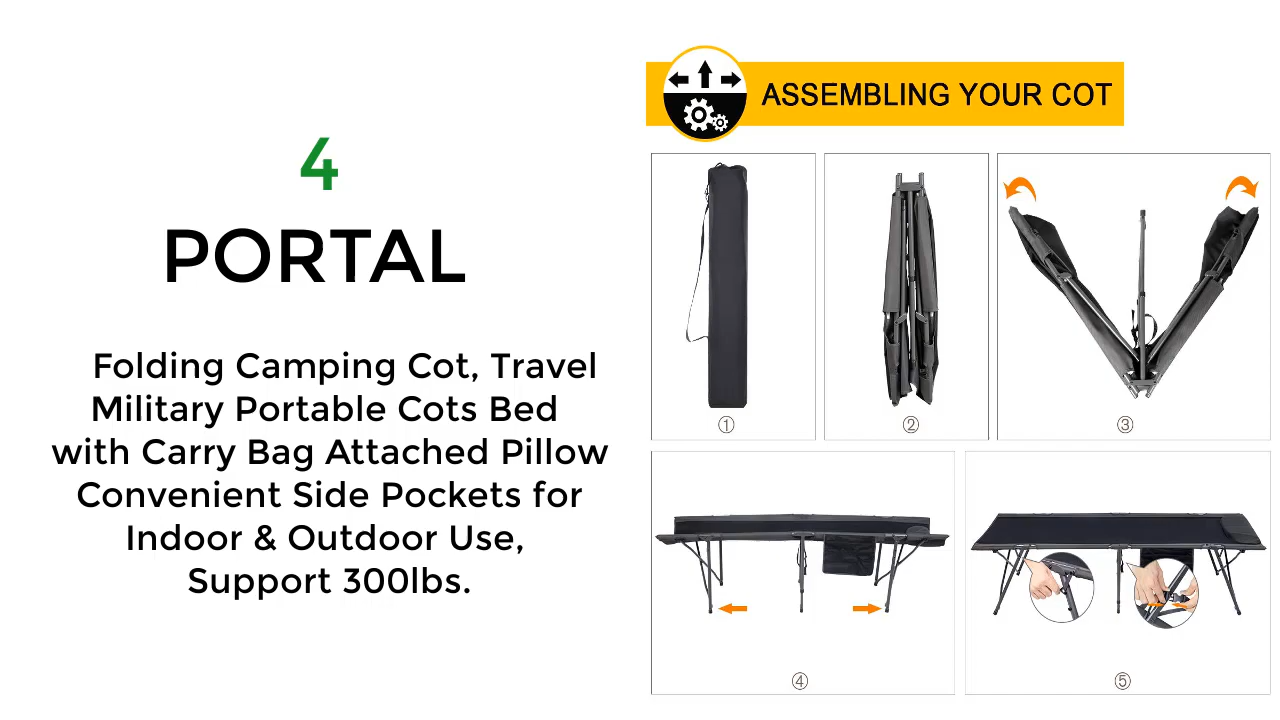 4
PORTAL
Folding Camping Cot, Travel
Military Portable Cots Bed
with Carry Bag Attached Pillow
Convenient Side Pockets for
Indoor & Outdoor Use,
Support 300lbs.
ASSEMBLING YOUR COT
①
②
③
④
⑤